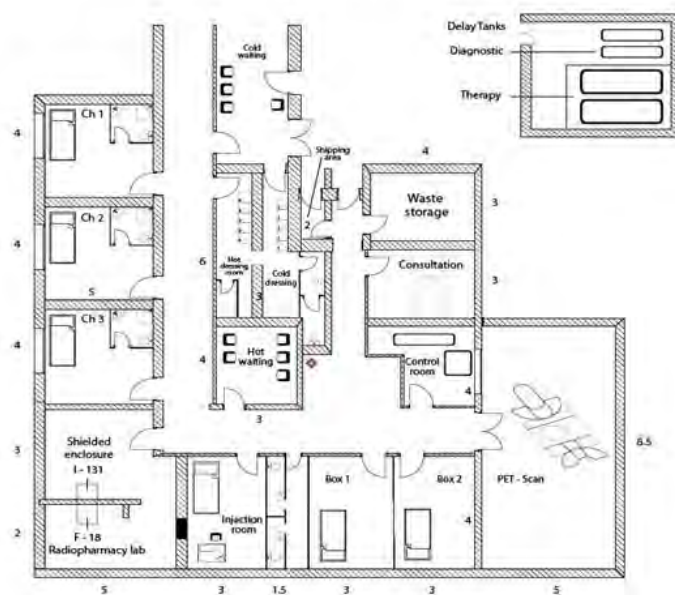 Cold
waiting
Delay Tanks
Diagnostic
Therapy
Ch 1
4
Shipping
area
4
Waste
storage
3
2
Ch 2
4
S
6
Hot
dressing
room
3
Cold
dressing
Consultation
3
Ch 3
4
4
Hot
waiting
3
Control
room
4
Shielded
enclosure
I - 131
3
F - 18
Radiopharmacy lab
2
Injection
room
Box 1
Box 2
4
PET - Scan
8.5
5
3
1.5
3
3
5